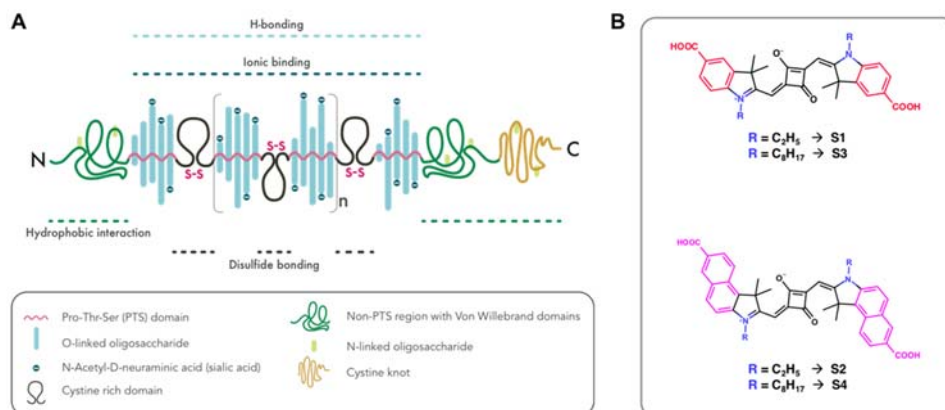 A
H-bonding
Ionic binding
N
S-S
S-S
S-S
n
C
Hydrophobic interaction
Disulfide bonding
Pro-Thr-Ser (PTS) domain
O-linked oligosaccharide
N-Acetyl-D-neuraminic acid (sialic acid)
Cystine rich domain
Non-PTS region with Von Willebrand domains
N-linked oligosaccharide
Cystine knot
B
HOOC
R
O⁻
N
N⁺
R
O
COOH
R = C₂H₅ → S1
R = C₈H₁₇ → S3
HOOC
R
O⁻
N
N⁺
R
O
COOH
R = C₂H₅ → S2
R = C₈H₁₇ → S4